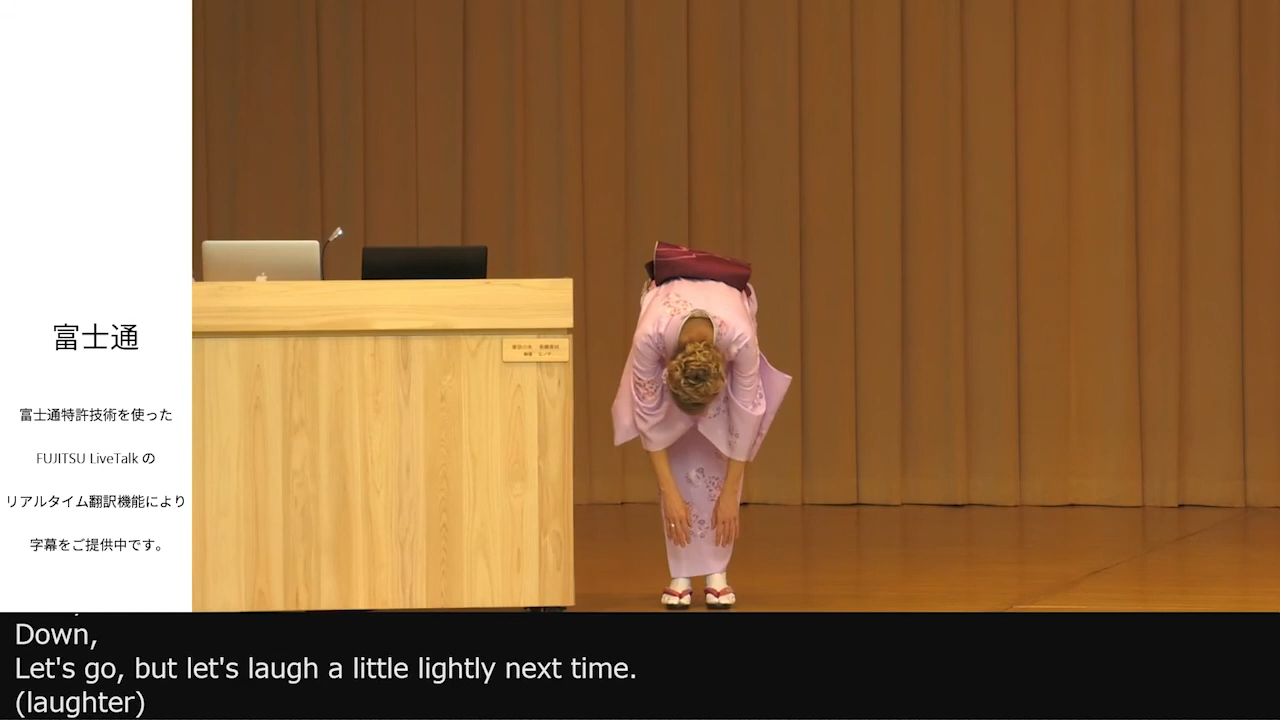 富士通
富士通特許技術を使った
FUJITSU LiveTalk の
リアルタイム翻訳機能により
字幕をご提供中です。
Down,
Let's go, but let's laugh a little lightly next time.
(laughter)